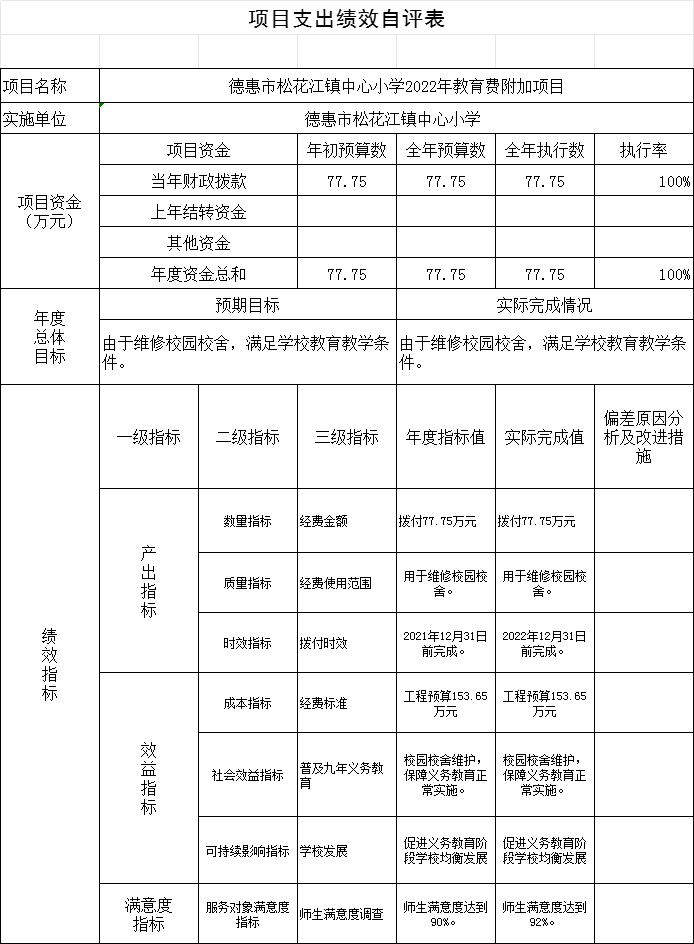 项目支出绩效自评表
项目名称 德惠市松花江镇中心小学2022年教育费附加项目
实施单位 德惠市松花江镇中心小学
项目资金
（万元）
项目资金 年初预算数 全年预算数 全年执行数 执行率
当年财政拨款 77.75 77.75 77.75 100%
上年结转资金
其他资金
年度资金总和 77.75 77.75 77.75 100%
年度
总体
目标
预期目标 实际完成情况
由于维修校园校舍，满足学校教育教学条
件。
由于维修校园校舍，满足学校教育教学条
件。
绩
效
指
标
一级指标 二级指标 三级指标 年度指标值 实际完成值
偏差原因分
析及改进措
施
产
出
指
标
数量指标 经费金额 拨付77.75万元 拨付77.75万元
质量指标 经费使用范围
用于维修校园校
舍。
用于维修校园校
舍。
时效指标 拨付时效
2021年12月31日
前完成。
2022年12月31日
前完成。
效
益
指
标
成本指标 经费标准
工程预算153.65
万元
工程预算153.65
万元
社会效益指标
普及九年义务教
育
校园校舍维护，
保障义务教育正
常实施。
校园校舍维护，
保障义务教育正
常实施。
可持续影响指标 学校发展
促进义务教育阶
段学校均衡发展
促进义务教育阶
段学校均衡发展
满意度
指标
服务对象满意度
指标
师生满意度调查
师生满意度达到
90%。
师生满意度达到
92%。